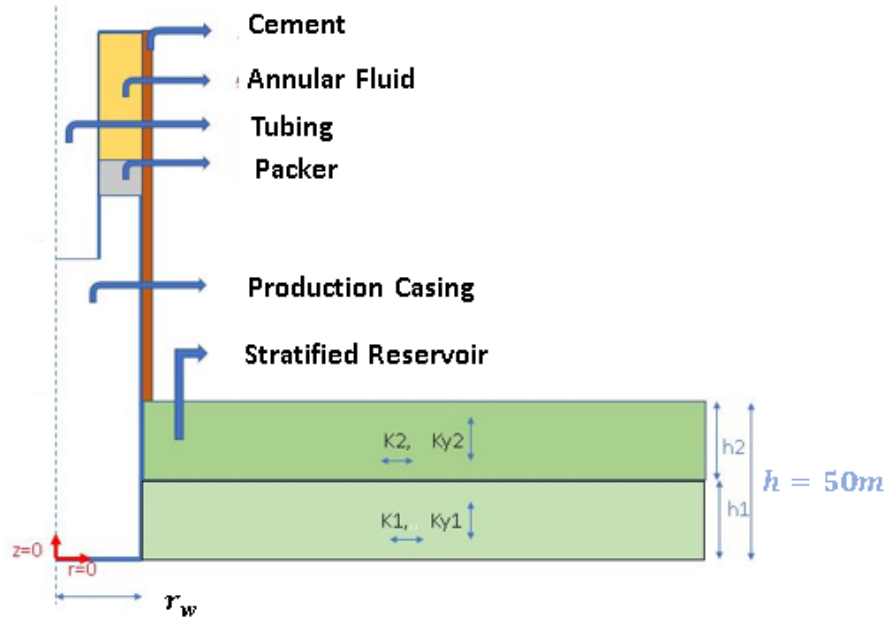 Cement
Annular Fluid
Tubing
Packer
Production Casing
Stratified Reservoir
K2, Ky2
h2
h = 50m
K1,.. Ky1
h1
z=0
r=0
r_w